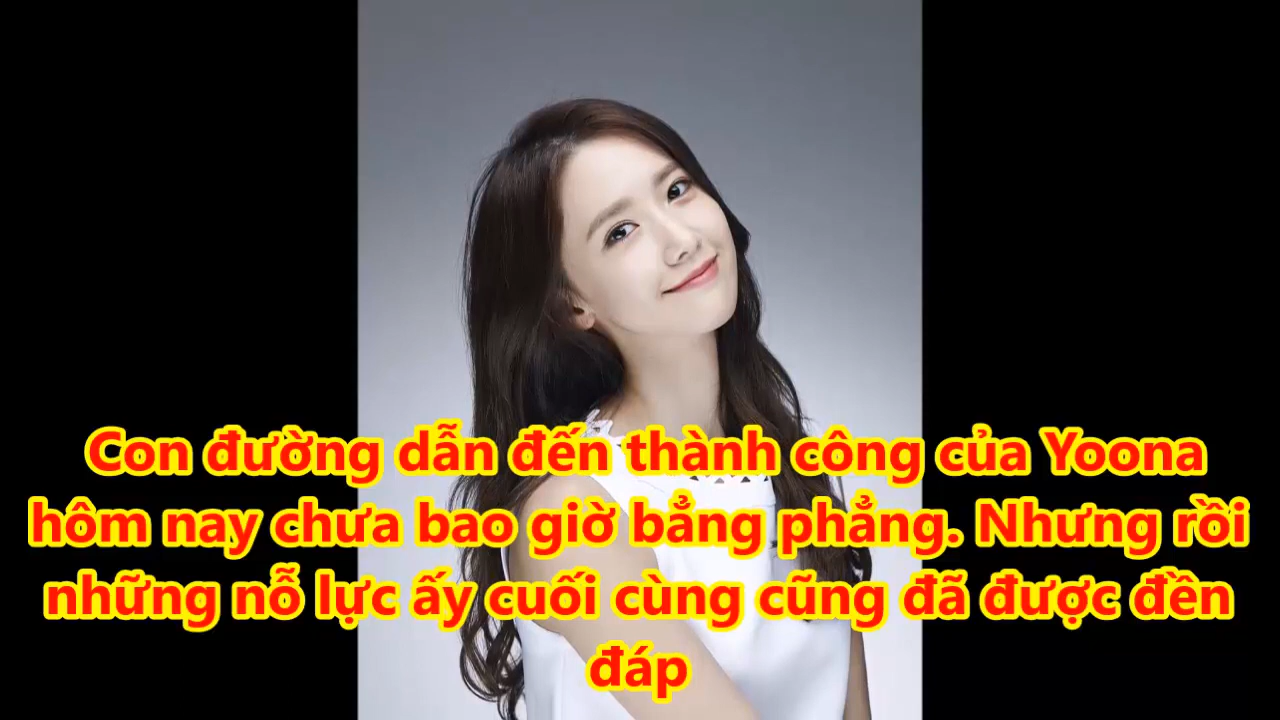 Con đường dẫn đến thành công của Yoona
hôm nay chưa bao giờ bẳng phẳng. Nhưng rồi
những nỗ lực ấy cuối cùng cũng đã được đền
đáp